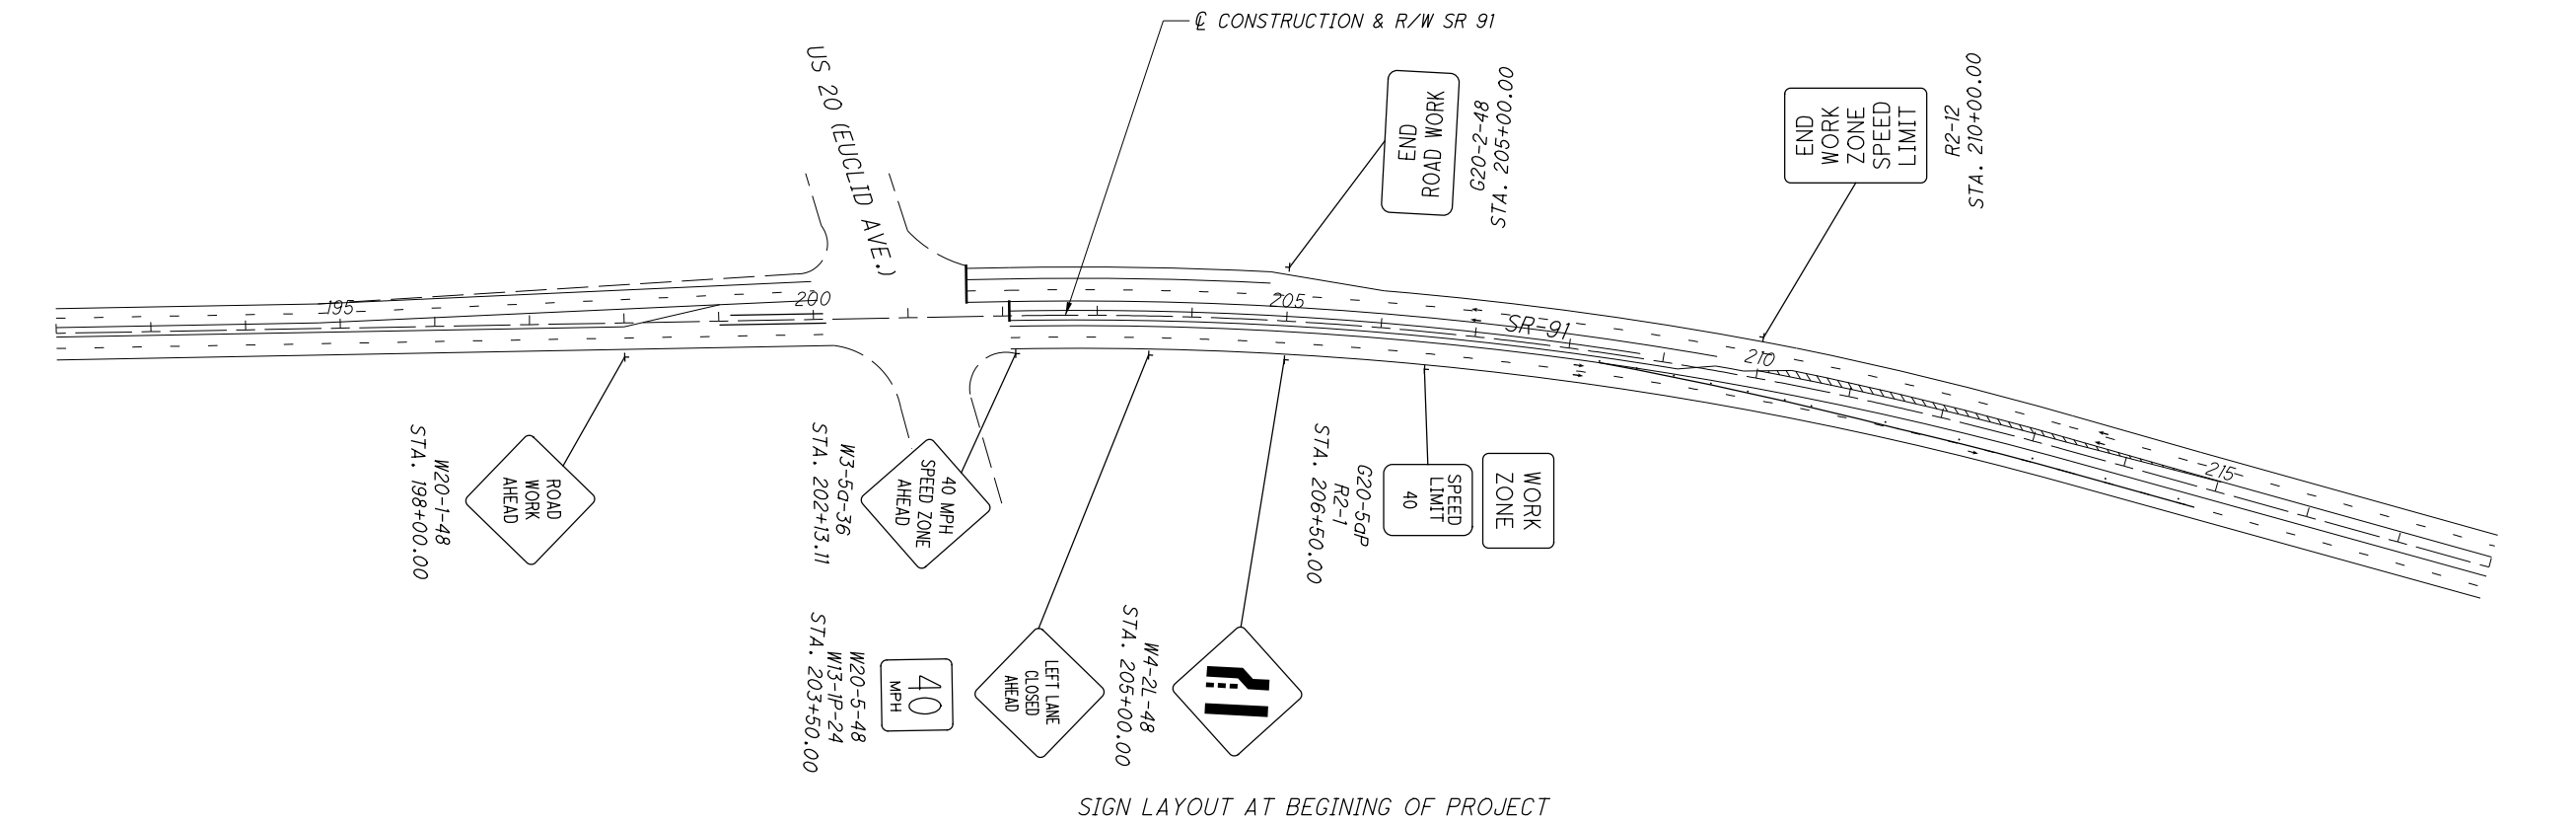 ℄ CONSTRUCTION & R/W SR 91
US 20 (EUCLID AVE.)
END
ROAD WORK
G20-2-48
STA. 205+00.00
END
WORK
ZONE
SPEED
LIMIT
R2-12
STA. 210+00.00
195
200
205
SR-91
210
215
ROAD
WORK
AHEAD
W20-1-48
STA. 198+00.00
40 MPH
SPEED ZONE
AHEAD
W3-5a-36
STA. 202+13.11
LEFT LANE
CLOSED
AHEAD
40
MPH
W20-5-48
W13-1P-24
STA. 203+50.00
W4-2L-48
STA. 205+00.00
WORK
ZONE
SPEED
LIMIT
40
G20-5aP
R2-1
STA. 206+50.00
SIGN LAYOUT AT BEGINING OF PROJECT